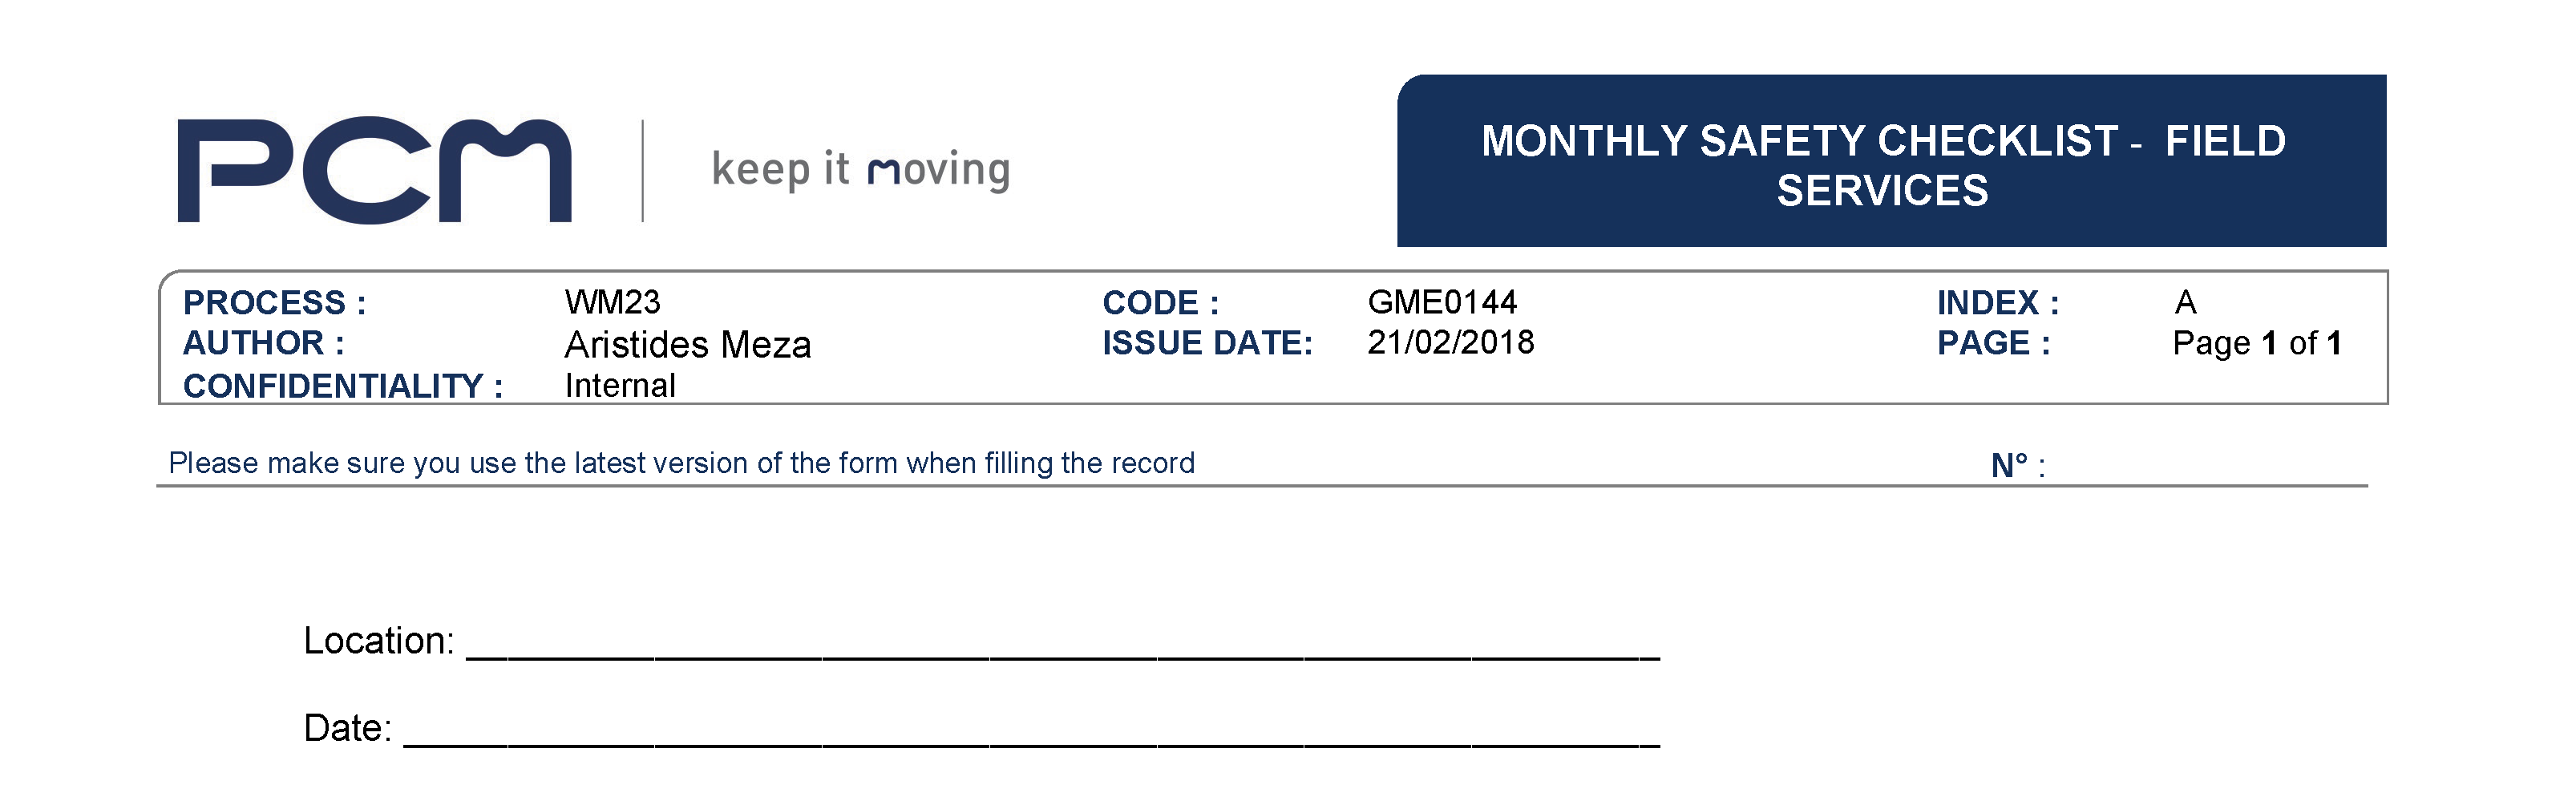 PCM
keep it moving
MONTHLY SAFETY CHECKLIST - FIELD
SERVICES
PROCESS : WM23 CODE : GME0144 INDEX : A
AUTHOR : Aristides Meza ISSUE DATE: 21/02/2018 PAGE : Page 1 of 1
CONFIDENTIALITY : Internal
Please make sure you use the latest version of the form when filling the record N° :
Location:
Date: